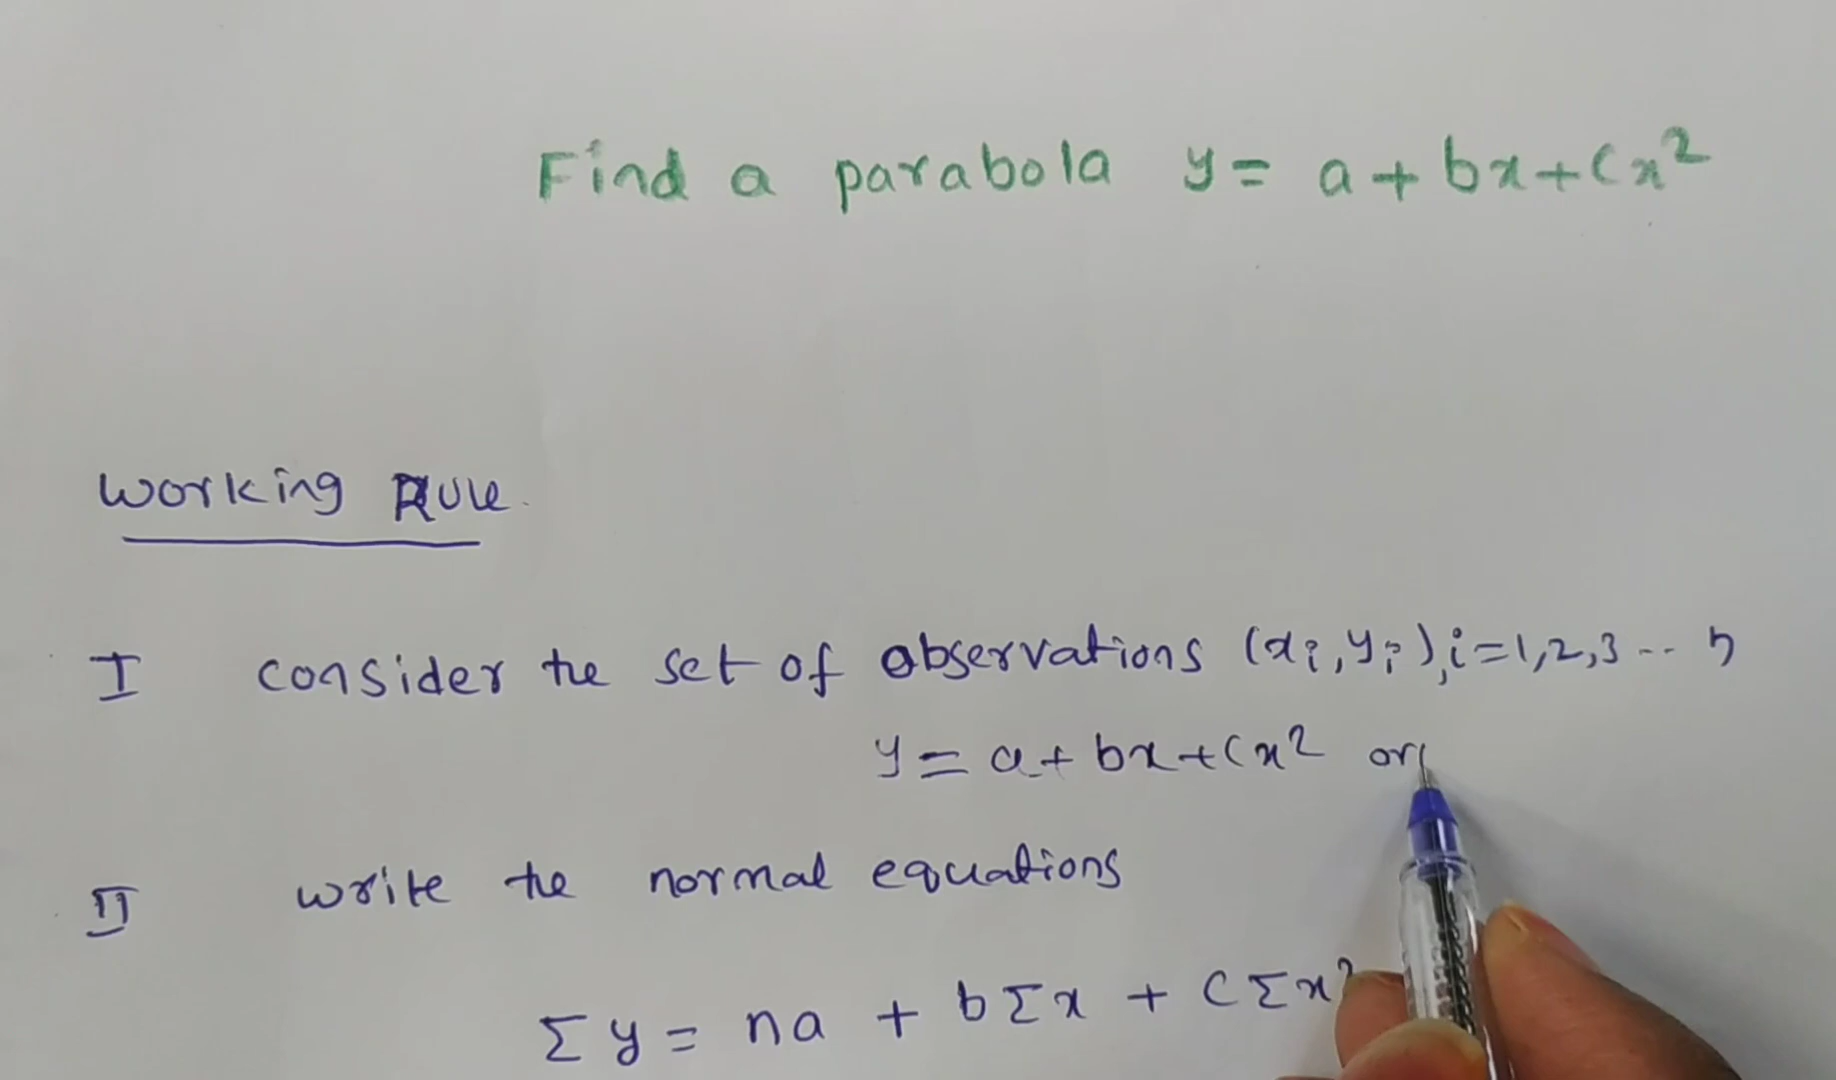 Find a parabola y = a + bx + cx²
Working Rule.
I consider the set of observations (xi, yi), i=1,2,3 ... n
y = a + bx + cx² or
II write the normal equations
Σy = na + bΣx + cΣx²